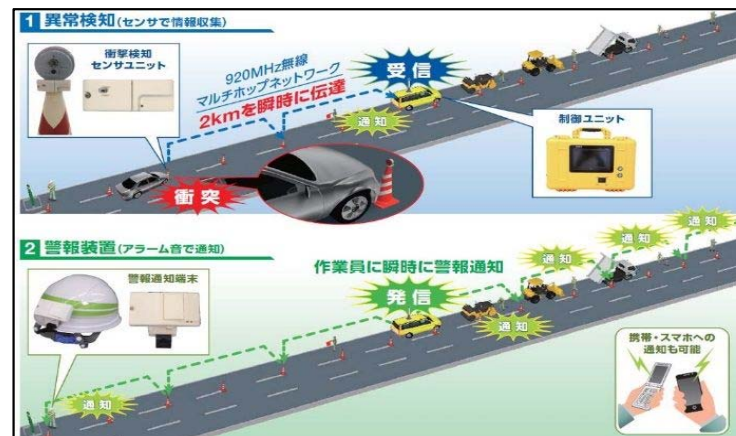 1 異常検知(センサで情報収集)
衝撃検知
センサユニット
920MHz無線
マルチホップネットワーク
2kmを瞬時に伝達
受信
通知
制御ユニット
衝突
2 警報装置(アラーム音で通知)
警報通知端末
作業員に瞬時に警報通知
発信
通知
通知
通知
通知
通知
携帯・スマホへの
通知も可能